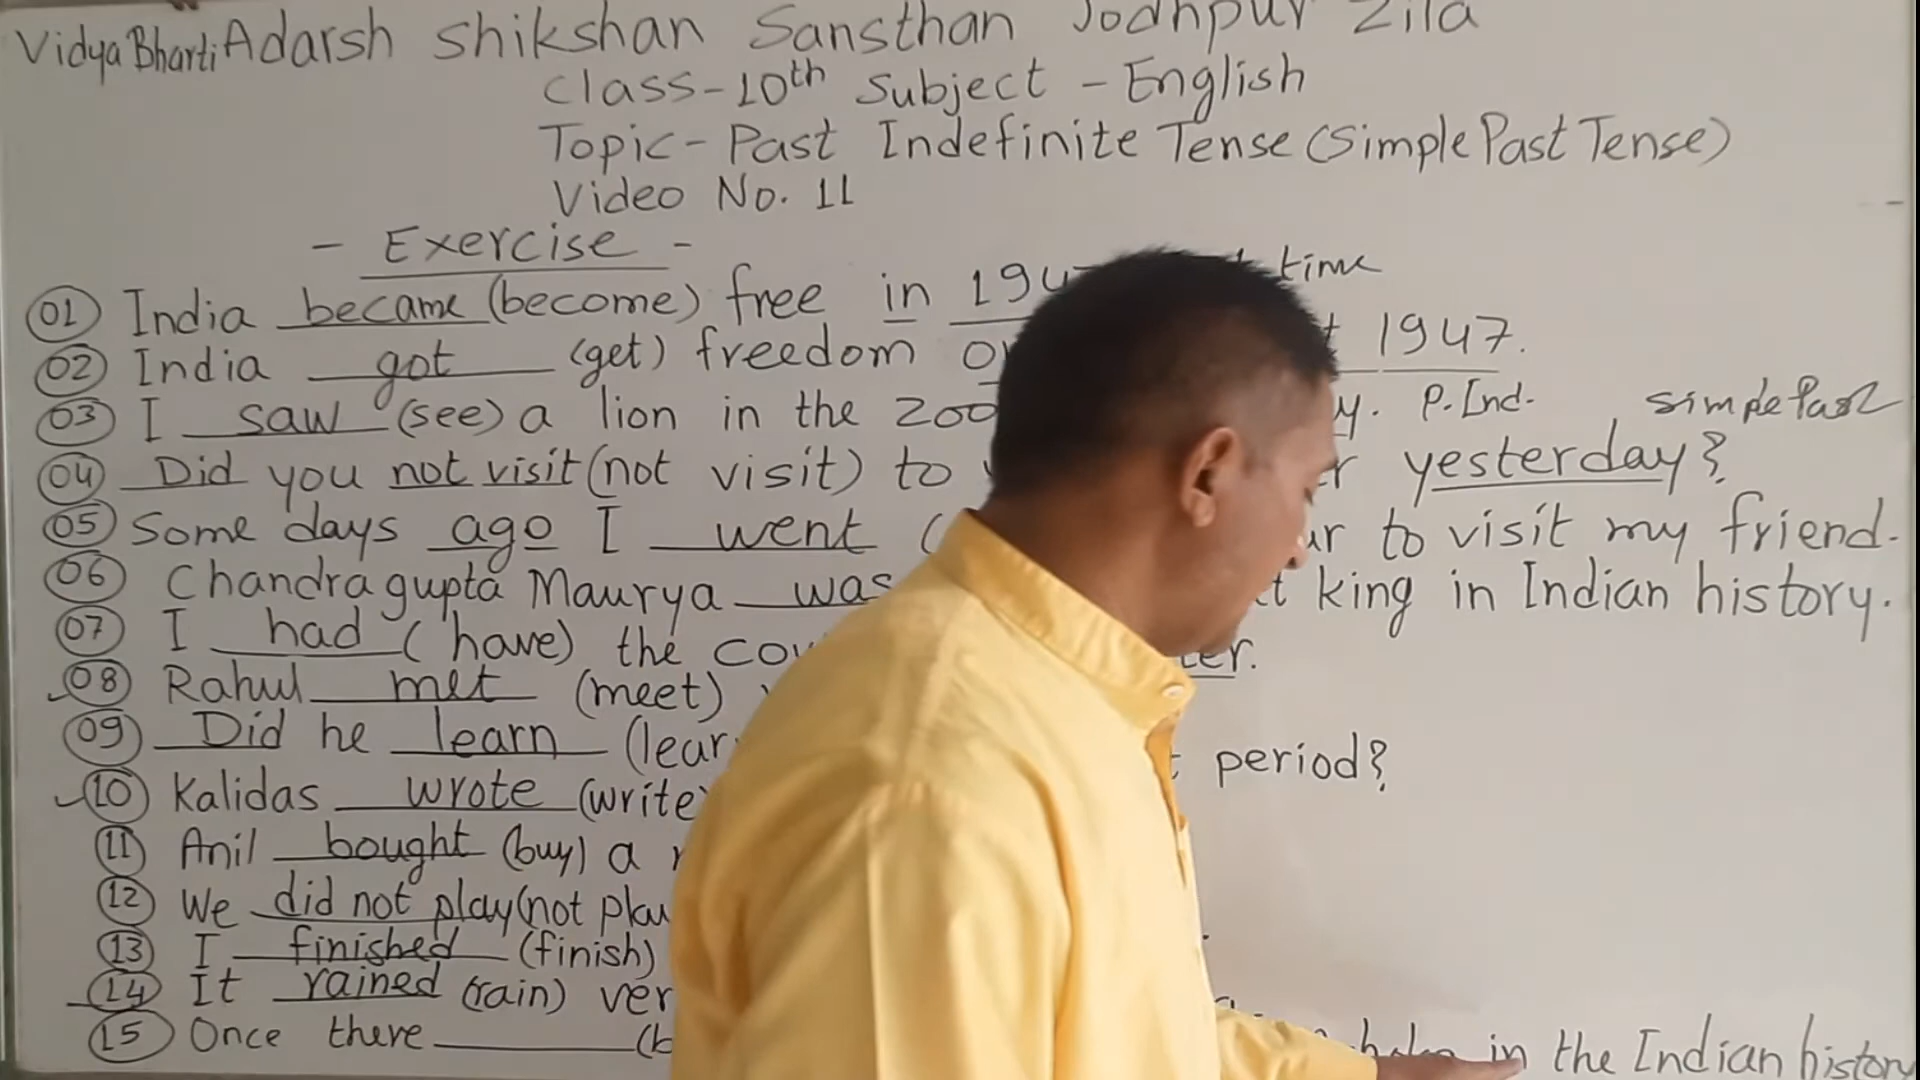 Vidya Bharti Adarsh Shikshan Sansthan Jodhpur Zila
Class-10th Subject - English
Topic - Past Indefinite Tense (Simple Past Tense)
Video No. 11
- Exercise -
01 India became (become) free in 194 time
02 India got (get) freedom 1947.
03 I saw (see) a lion in the zoo y. P.Ind. simple Past
04 Did you not visit (not visit) to yesterday?
05 Some days ago I went ( ur to visit my friend.
06 Chandragupta Maurya was king in Indian history.
07 I had (have) the
08 Rahul met (meet)
09 Did he learn (lear period?
10 Kalidas wrote (write)
11 Anil bought (buy) a
12 We did not play (not play
13 I finished (finish)
14 It rained (rain) ver
15 Once there ____ (b in the Indian history